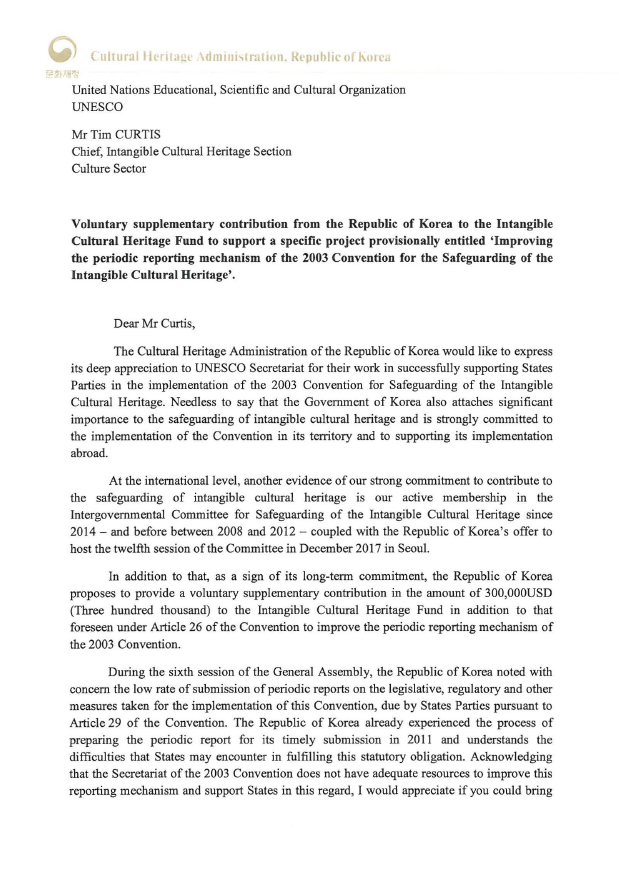 Cultural Heritage Administration, Republic of Korea
문화재청
United Nations Educational, Scientific and Cultural Organization
UNESCO
Mr Tim CURTIS
Chief, Intangible Cultural Heritage Section
Culture Sector
Voluntary supplementary contribution from the Republic of Korea to the Intangible
Cultural Heritage Fund to support a specific project provisionally entitled ‘Improving
the periodic reporting mechanism of the 2003 Convention for the Safeguarding of the
Intangible Cultural Heritage’.
Dear Mr Curtis,
The Cultural Heritage Administration of the Republic of Korea would like to express
its deep appreciation to UNESCO Secretariat for their work in successfully supporting States
Parties in the implementation of the 2003 Convention for Safeguarding of the Intangible
Cultural Heritage. Needless to say that the Government of Korea also attaches significant
importance to the safeguarding of intangible cultural heritage and is strongly committed to
the implementation of the Convention in its territory and to supporting its implementation
abroad.
At the international level, another evidence of our strong commitment to contribute to
the safeguarding of intangible cultural heritage is our active membership in the
Intergovernmental Committee for Safeguarding of the Intangible Cultural Heritage since
2014 – and before between 2008 and 2012 – coupled with the Republic of Korea’s offer to
host the twelfth session of the Committee in December 2017 in Seoul.
In addition to that, as a sign of its long-term commitment, the Republic of Korea
proposes to provide a voluntary supplementary contribution in the amount of 300,000USD
(Three hundred thousand) to the Intangible Cultural Heritage Fund in addition to that
foreseen under Article 26 of the Convention to improve the periodic reporting mechanism of
the 2003 Convention.
During the sixth session of the General Assembly, the Republic of Korea noted with
concern the low rate of submission of periodic reports on the legislative, regulatory and other
measures taken for the implementation of this Convention, due by States Parties pursuant to
Article 29 of the Convention. The Republic of Korea already experienced the process of
preparing the periodic report for its timely submission in 2011 and understands the
difficulties that States may encounter in fulfilling this statutory obligation. Acknowledging
that the Secretariat of the 2003 Convention does not have adequate resources to improve this
reporting mechanism and support States in this regard, I would appreciate if you could bring